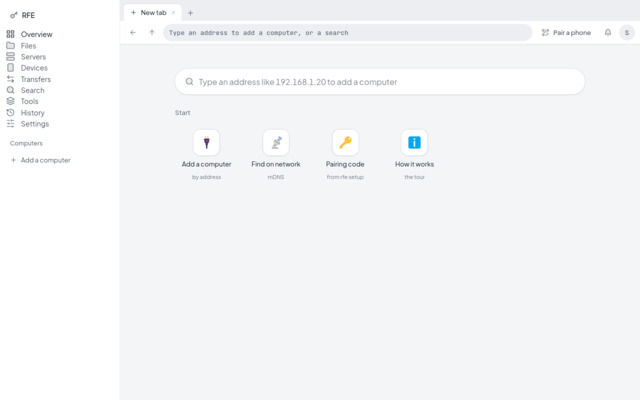 RFE
Overview
Files
Servers
Devices
Transfers
Search
Tools
History
Settings
Computers
+ Add a computer
+ New tab × +
Type an address to add a computer, or a search
Pair a phone
S
Type an address like 192.168.1.20 to add a computer
Start
Add a computer
by address
Find on network
mDNS
Pairing code
from rfe setup
How it works
the tour